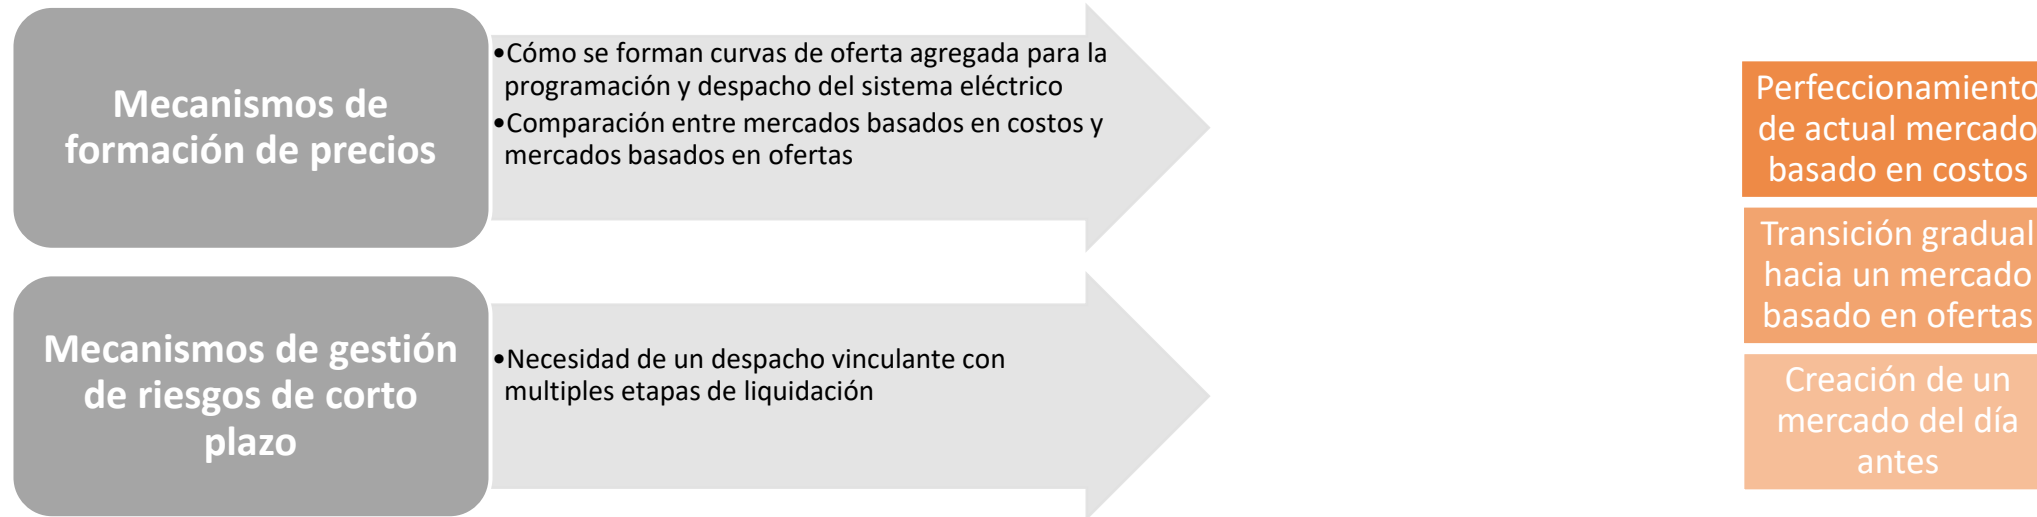 Mecanismos de
formación de precios
•Cómo se forman curvas de oferta agregada para la
programación y despacho del sistema eléctrico
•Comparación entre mercados basados en costos y
mercados basados en ofertas
Mecanismos de gestión
de riesgos de corto
plazo
•Necesidad de un despacho vinculante con
multiples etapas de liquidación
Perfeccionamiento
de actual mercado
basado en costos
Transición gradual
hacia un mercado
basado en ofertas
Creación de un
mercado del día
antes